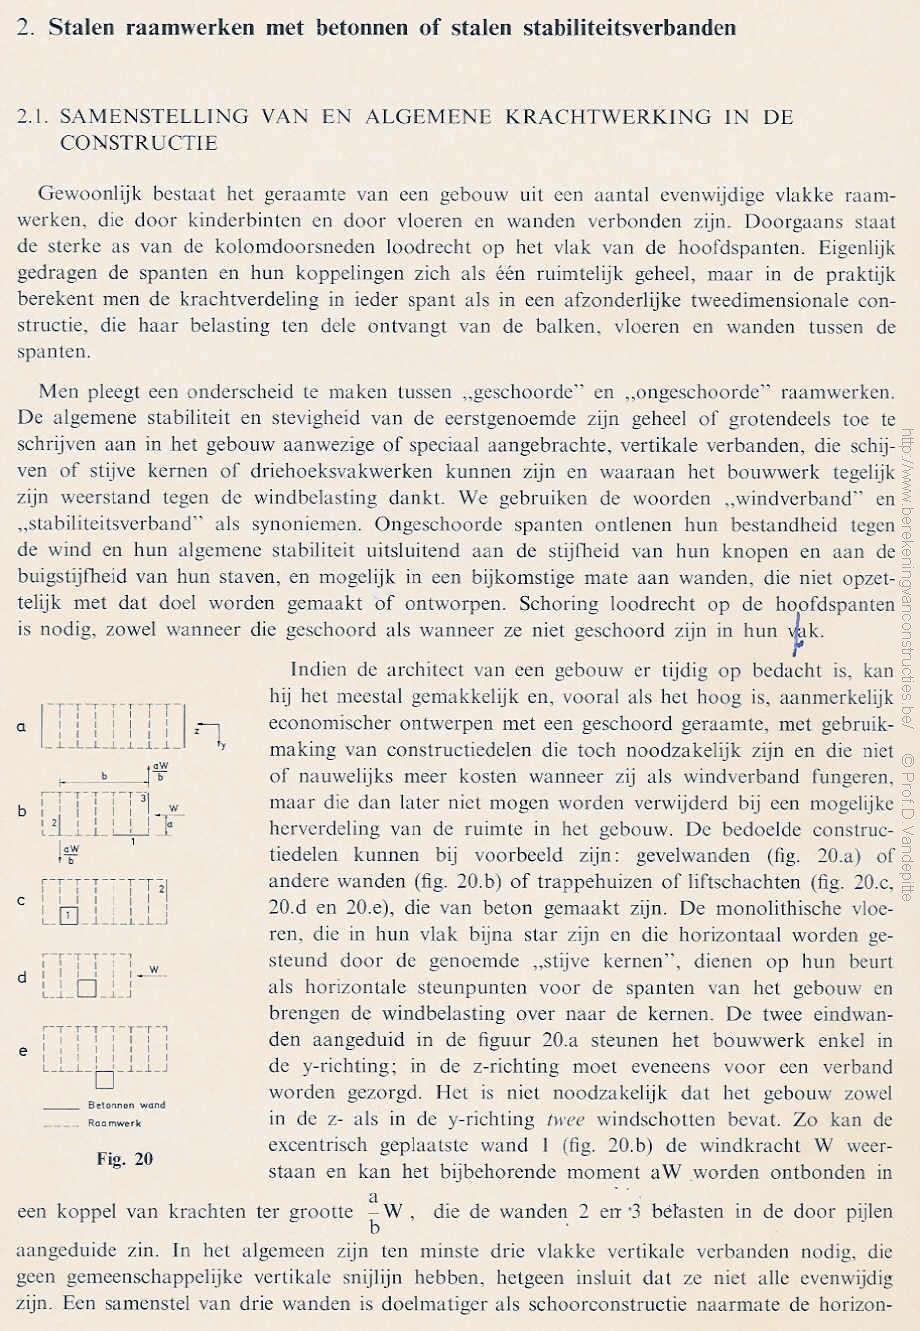 2. Stalen raamwerken met betonnen of stalen stabiliteitsverbanden
2.1. SAMENSTELLING VAN EN ALGEMENE KRACHTWERKING IN DE
CONSTRUCTIE
Gewoonlijk bestaat het geraamte van een gebouw uit een aantal evenwijdige vlakke raam-
werken, die door kinderbinten en door vloeren en wanden verbonden zijn. Doorgaans staat
de sterke as van de kolomdoorsneden loodrecht op het vlak van de hoofdspanten. Eigenlijk
gedragen de spanten en hun koppelingen zich als één ruimtelijk geheel, maar in de praktijk
berekent men de krachtverdeling in ieder spant als in een afzonderlijke tweedimensionale con-
structie, die haar belasting ten dele ontvangt van de balken, vloeren en wanden tussen de
spanten.
Men pleegt een onderscheid te maken tussen ,,geschoorde” en ,,ongeschoorde” raamwerken.
De algemene stabiliteit en stevigheid van de eerstgenoemde zijn geheel of grotendeels toe te
schrijven aan in het gebouw aanwezige of speciaal aangebrachte, vertikale verbanden, die schij-
ven of stijve kernen of driehoeksvakwerken kunnen zijn en waaraan het bouwwerk tegelijk
zijn weerstand tegen de windbelasting dankt. We gebruiken de woorden ,,windverband” en
,,stabiliteitsverband” als synoniemen. Ongeschoorde spanten ontlenen hun bestandheid tegen
de wind en hun algemene stabiliteit uitsluitend aan de stijfheid van hun knopen en aan de
buigstijfheid van hun staven, en mogelijk in een bijkomstige mate aan wanden, die niet opzet-
telijk met dat doel worden gemaakt of ontworpen. Schoring loodrecht op de hoofdspanten
is nodig, zowel wanneer die geschoord als wanneer ze niet geschoord zijn in hun vak.
Indien de architect van een gebouw er tijdig op bedacht is, kan
hij het meestal gemakkelijk en, vooral als het hoog is, aanmerkelijk
economischer ontwerpen met een geschoord geraamte, met gebruik-
making van constructiedelen die toch noodzakelijk zijn en die niet
of nauwelijks meer kosten wanneer zij als windverband fungeren,
maar die dan later niet mogen worden verwijderd bij een mogelijke
herverdeling van de ruimte in het gebouw. De bedoelde construc-
tiedelen kunnen bij voorbeeld zijn: gevelwanden (fig. 20.a) of
andere wanden (fig. 20.b) of trappehuizen of liftschachten (fig. 20.c,
20.d en 20.e), die van beton gemaakt zijn. De monolithische vloe-
ren, die in hun vlak bijna star zijn en die horizontaal worden ge-
steund door de genoemde ,,stijve kernen”, dienen op hun beurt
als horizontale steunpunten voor de spanten van het gebouw en
brengen de windbelasting over naar de kernen. De twee eindwan-
den aangeduid in de figuur 20.a steunen het bouwwerk enkel in
de y-richting; in de z-richting moet eveneens voor een verband
worden gezorgd. Het is niet noodzakelijk dat het gebouw zowel
in de z- als in de y-richting twee windschotten bevat. Zo kan de
excentrisch geplaatste wand 1 (fig. 20.b) de windkracht W weer-
staan en kan het bijbehorende moment aW worden ontbonden in
a
z
y
b
b
aW
b
3
W
a
2
1
aW
b
c
2
1
d
W
e
Betonnen wand
Raamwerk
Fig. 20
een koppel van krachten ter grootte a/b W, die de wanden 2 en 3 belasten in de door pijlen
aangeduide zin. In het algemeen zijn ten minste drie vlakke vertikale verbanden nodig, die
geen gemeenschappelijke vertikale snijlijn hebben, hetgeen insluit dat ze niet alle evenwijdig
zijn. Een samenstel van drie wanden is doelmatiger als schoorconstructie naarmate de horizon-
http://www.berekeningvanconstructies.be/ © Prof D. Vandepitte